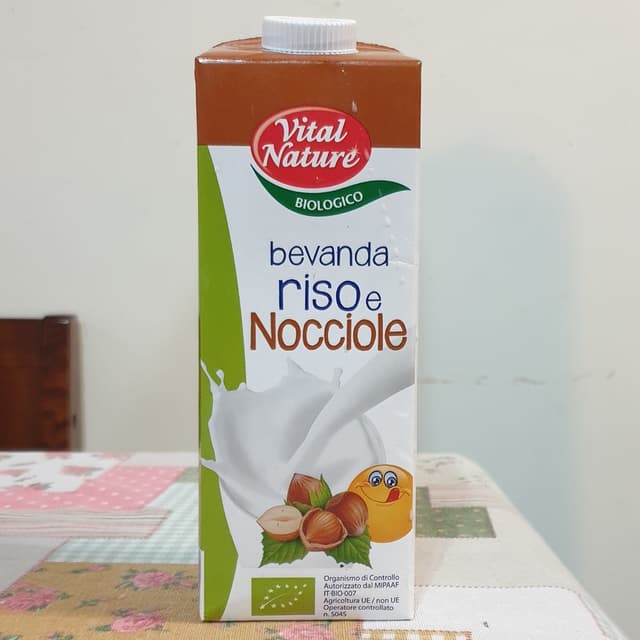 Vital
Nature
BIOLOGICO
bevanda
riso e
Nocciole
Organismo di Controllo
Autorizzato dal MIPAAF
IT-BIO-007
Agricoltura UE / non UE
Operatore controllato
n. 5045